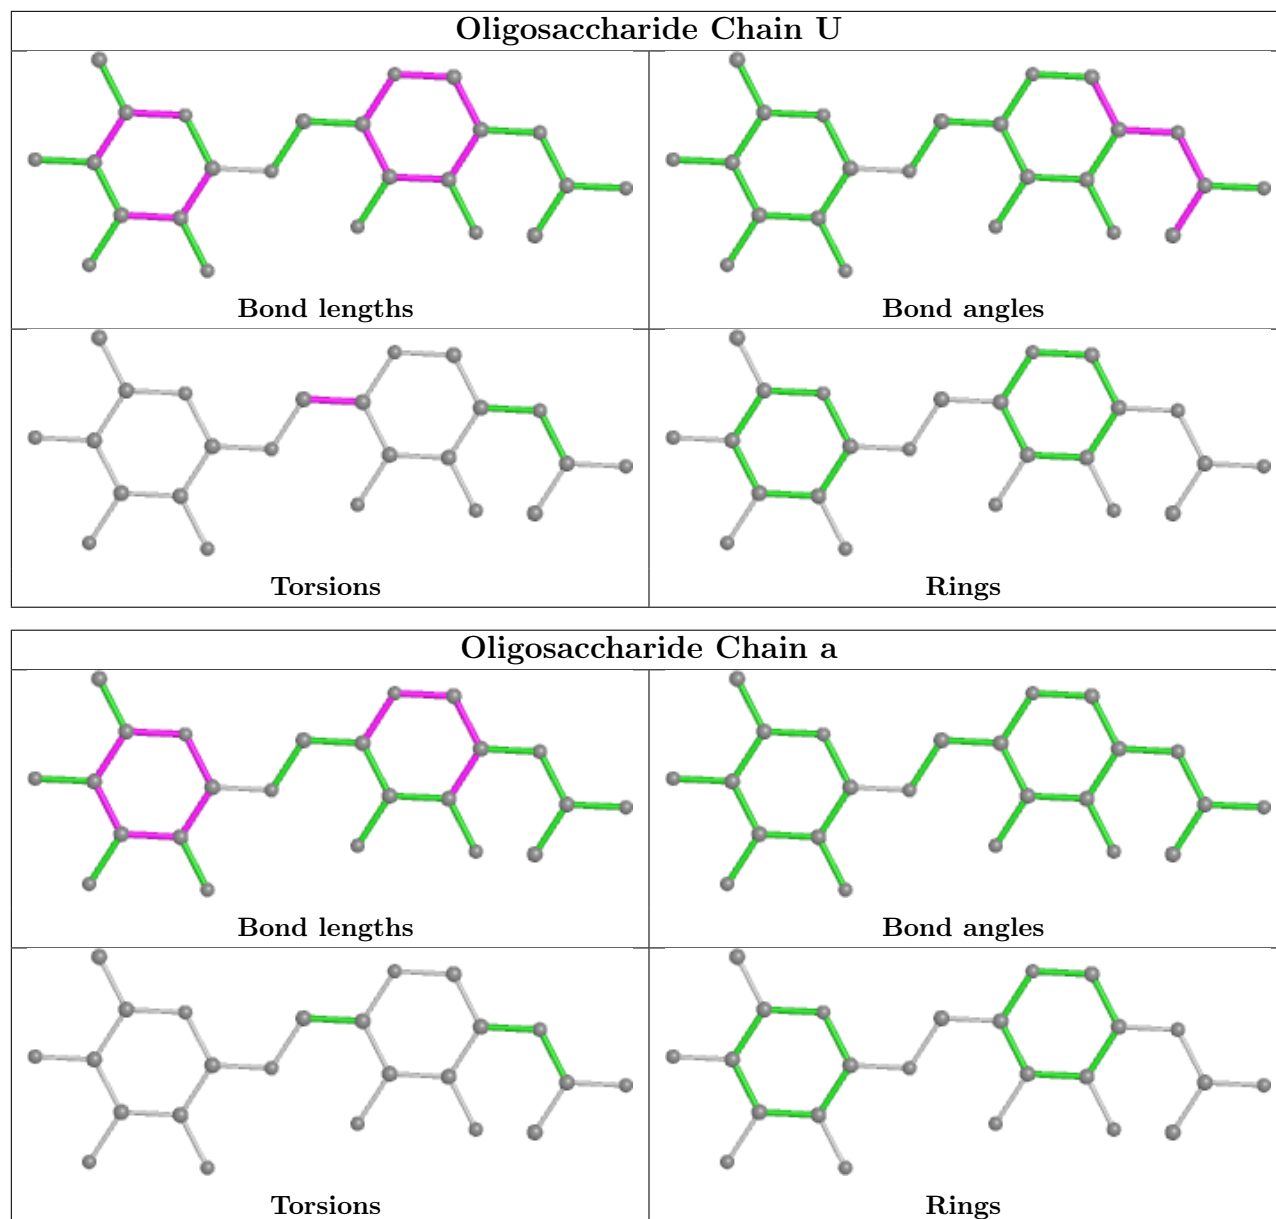 Oligosaccharide Chain U
Bond lengths
Bond angles
Torsions
Rings
Oligosaccharide Chain a
Bond lengths
Bond angles
Torsions
Rings